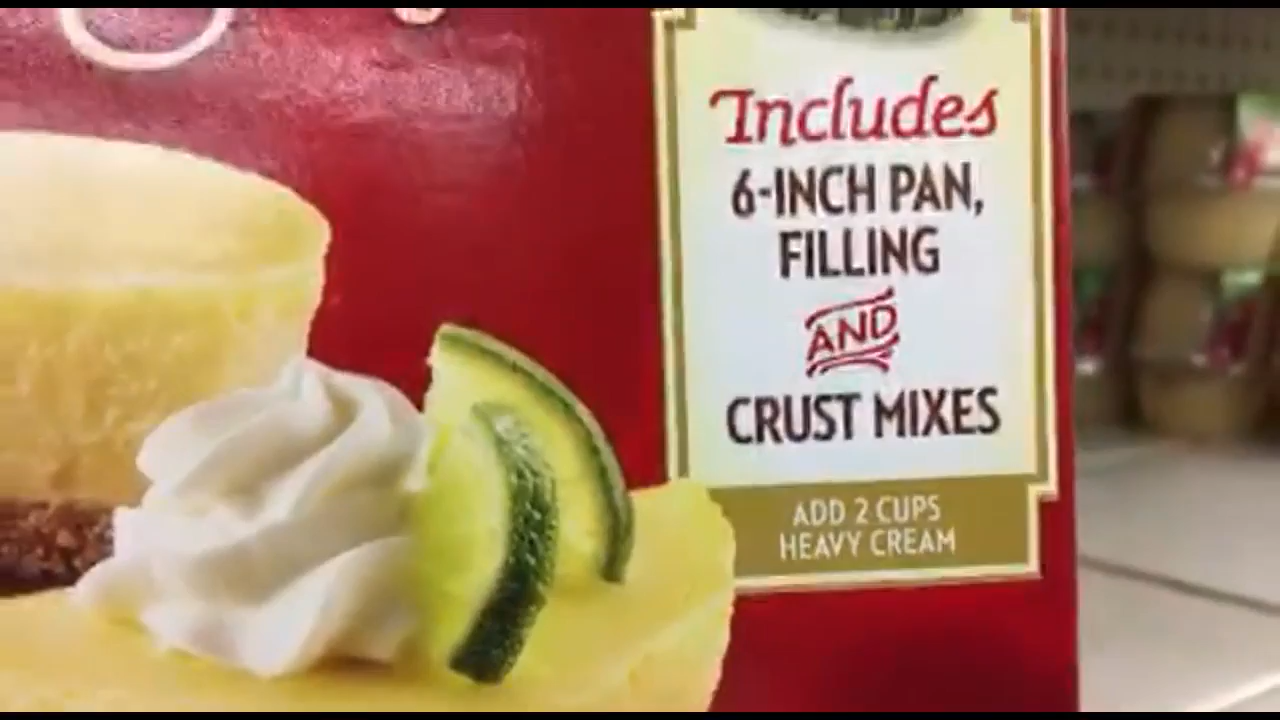 Includes
6-INCH PAN,
FILLING
AND
CRUST MIXES
ADD 2 CUPS
HEAVY CREAM